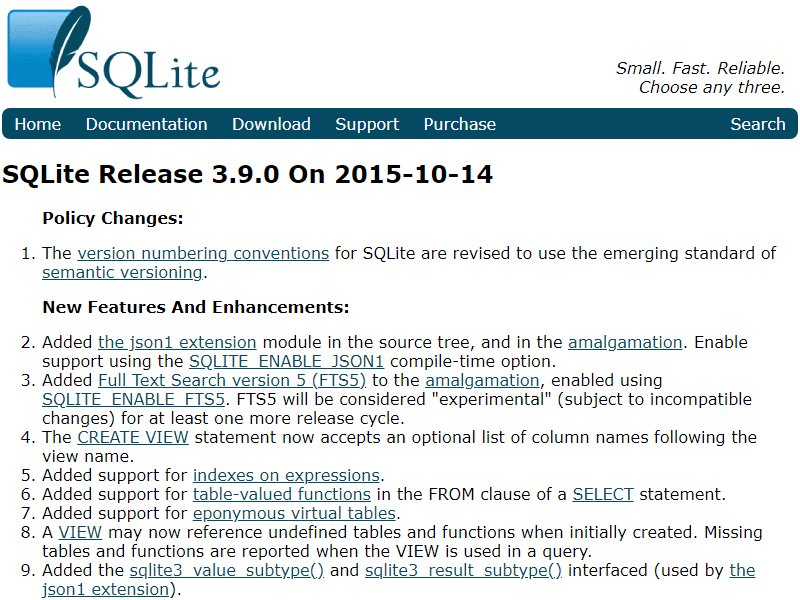 SQLite
Small. Fast. Reliable.
Choose any three.
Home Documentation Download Support Purchase Search
SQLite Release 3.9.0 On 2015-10-14
Policy Changes:
1. The version numbering conventions for SQLite are revised to use the emerging standard of
semantic versioning.
New Features And Enhancements:
2. Added the json1 extension module in the source tree, and in the amalgamation. Enable
support using the SQLITE_ENABLE_JSON1 compile-time option.
3. Added Full Text Search version 5 (FTS5) to the amalgamation, enabled using
SQLITE_ENABLE_FTS5. FTS5 will be considered "experimental" (subject to incompatible
changes) for at least one more release cycle.
4. The CREATE VIEW statement now accepts an optional list of column names following the
view name.
5. Added support for indexes on expressions.
6. Added support for table-valued functions in the FROM clause of a SELECT statement.
7. Added support for eponymous virtual tables.
8. A VIEW may now reference undefined tables and functions when initially created. Missing
tables and functions are reported when the VIEW is used in a query.
9. Added the sqlite3_value_subtype() and sqlite3_result_subtype() interfaced (used by the
json1 extension).